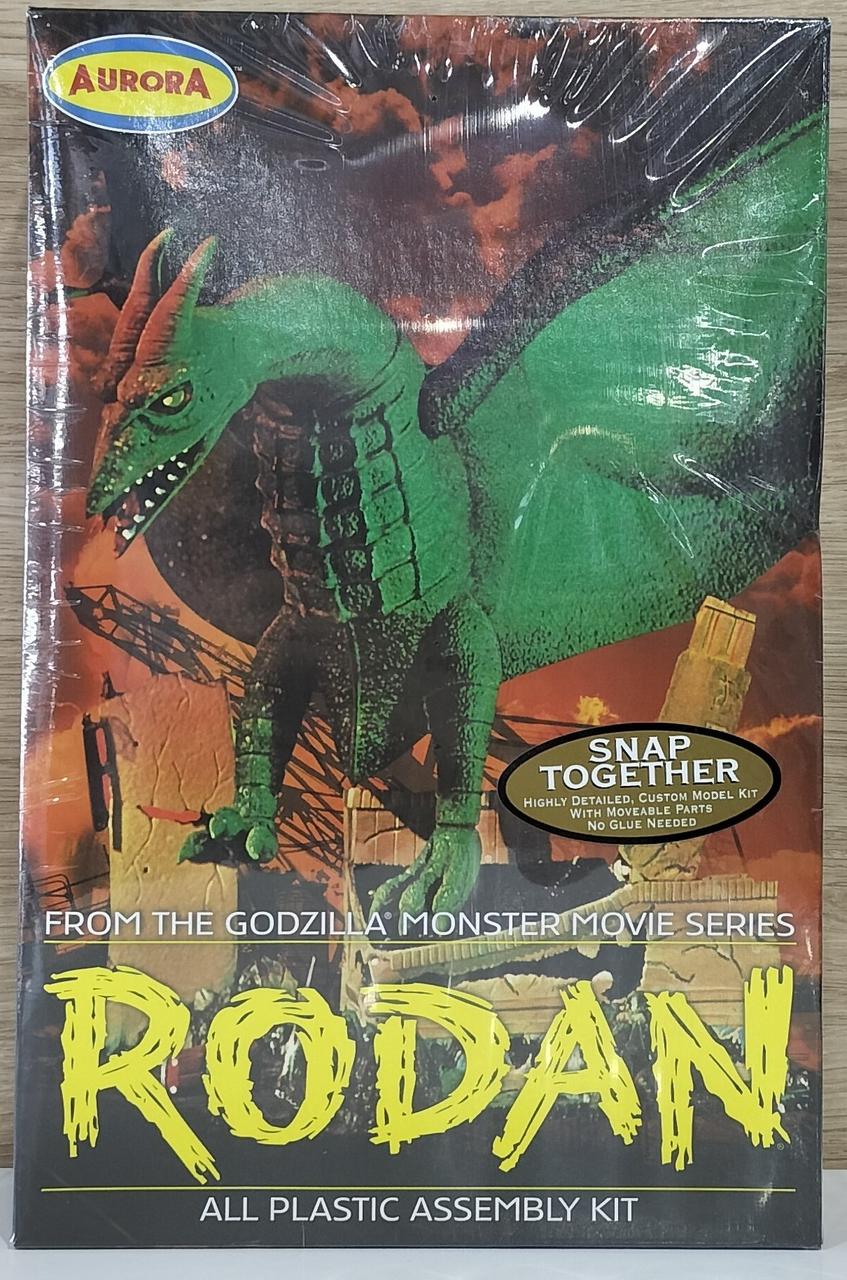 AURORA™
SNAP
TOGETHER
HIGHLY DETAILED, CUSTOM MODEL KIT
WITH MOVEABLE PARTS
NO GLUE NEEDED
FROM THE GODZILLA® MONSTER MOVIE SERIES
RODAN®
ALL PLASTIC ASSEMBLY KIT